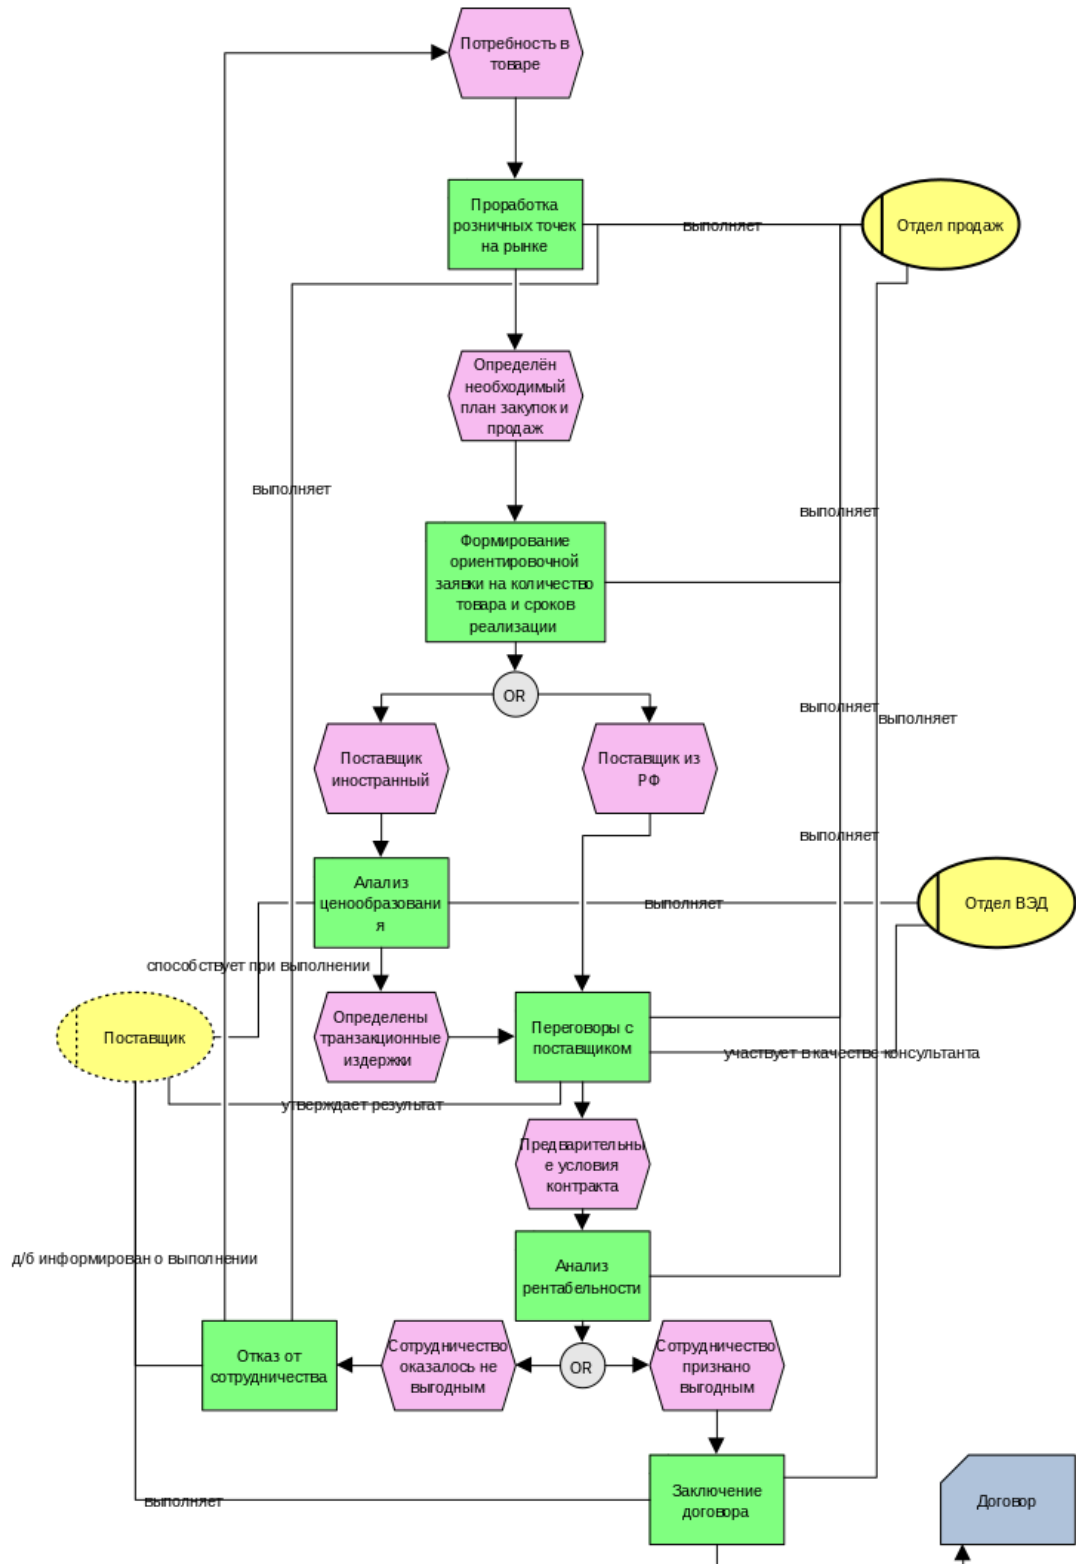 Потребность в
товаре
Проработка
розничных точек
на рынке
выполняет
Отдел продаж
Определён
необходимый
план закупок и
продаж
выполняет
выполняет
Формирование
ориентировочной
заявки на количество
товара и сроков
реализации
OR
выполняет
выполняет
Поставщик
иностранный
Поставщик из
РФ
выполняет
Алализ
ценообразовани
я
выполняет
Отдел ВЭД
способствует при выполнении
Поставщик
Определены
транзакционные
издержки
Переговоры с
поставщиком
участвует в качестве консультанта
утверждает результат
Предварительны
е условия
контракта
д/б информирован о выполнении
Анализ
рентабельности
Отказ от
сотрудничества
Сотрудничество
оказалось не
выгодным
OR
Сотрудничество
признано
выгодным
выполняет
Заключение
договора
Договор